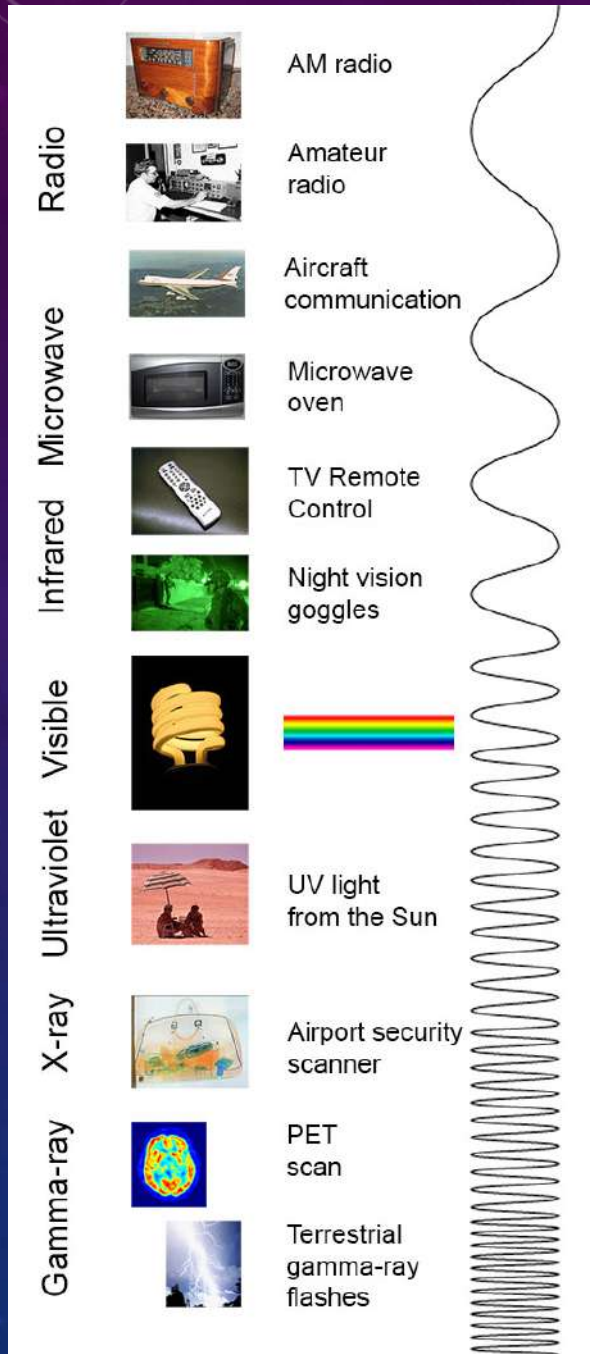 Radio
AM radio
Amateur
radio
Aircraft
communication
Microwave
Microwave
oven
Infrared
TV Remote
Control
Night vision
goggles
Visible
Ultraviolet
UV light
from the Sun
X-ray
Airport security
scanner
Gamma-ray
PET
scan
Terrestrial
gamma-ray
flashes